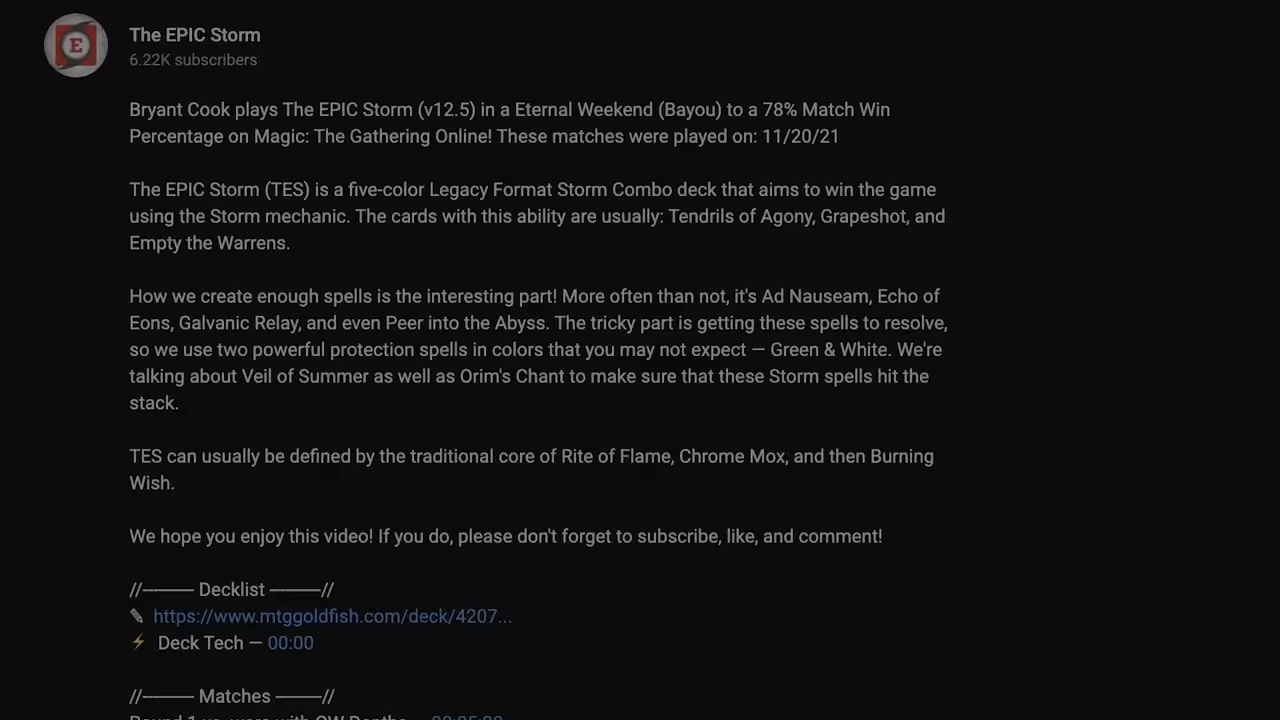 The EPIC Storm
6.22K subscribers
Bryant Cook plays The EPIC Storm (v12.5) in a Eternal Weekend (Bayou) to a 78% Match Win
Percentage on Magic: The Gathering Online! These matches were played on: 11/20/21
The EPIC Storm (TES) is a five-color Legacy Format Storm Combo deck that aims to win the game
using the Storm mechanic. The cards with this ability are usually: Tendrils of Agony, Grapeshot, and
Empty the Warrens.
How we create enough spells is the interesting part! More often than not, it's Ad Nauseam, Echo of
Eons, Galvanic Relay, and even Peer into the Abyss. The tricky part is getting these spells to resolve,
so we use two powerful protection spells in colors that you may not expect — Green & White. We're
talking about Veil of Summer as well as Orim's Chant to make sure that these Storm spells hit the
stack.
TES can usually be defined by the traditional core of Rite of Flame, Chrome Mox, and then Burning
Wish.
We hope you enjoy this video! If you do, please don't forget to subscribe, like, and comment!
//——— Decklist ———//
✎ https://www.mtggoldfish.com/deck/4207...
⚡ Deck Tech — 00:00
//——— Matches ———//
Round 1 vs.